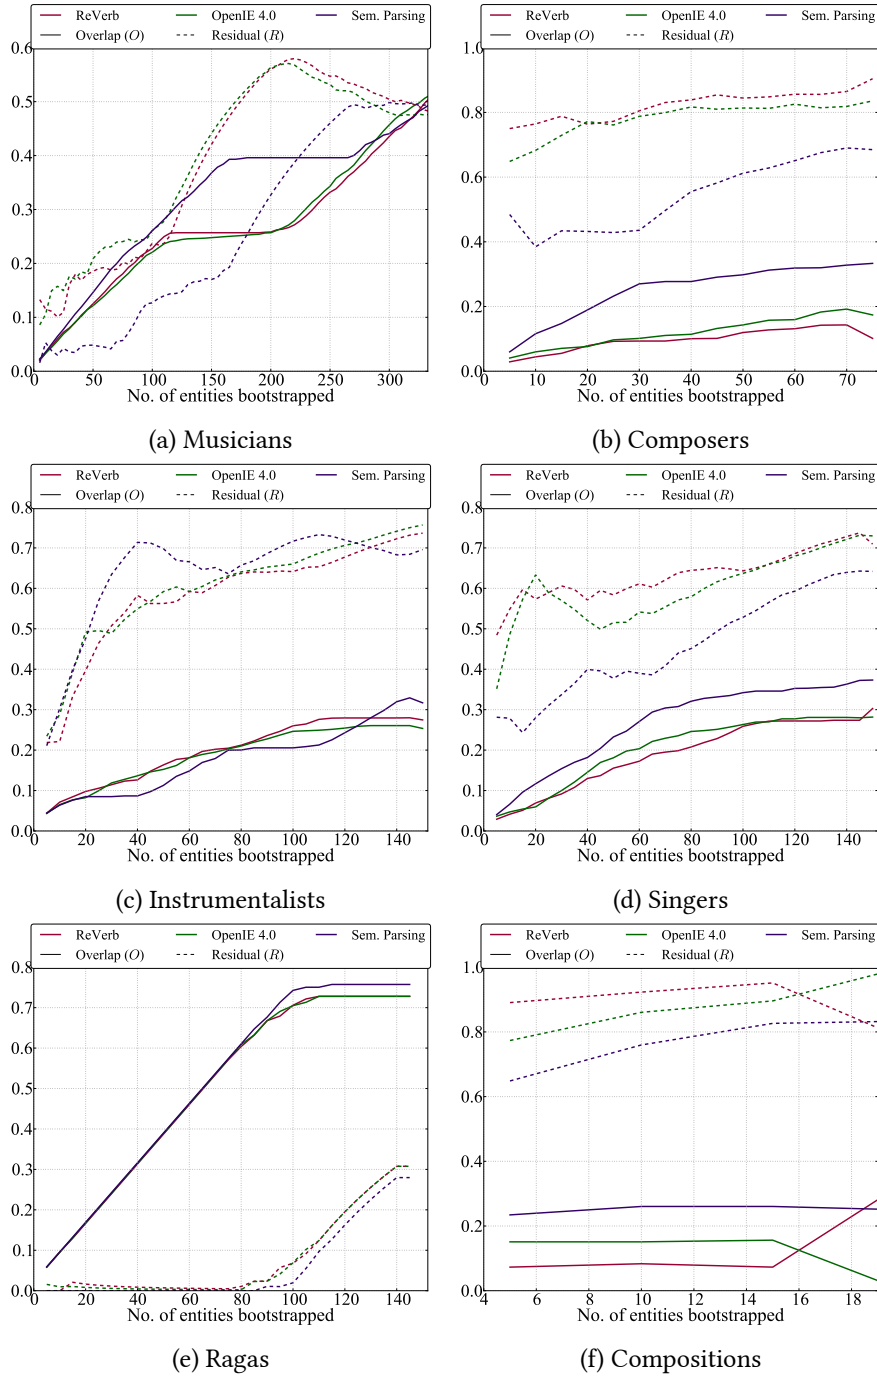 ReVerb OpenIE 4.0 Sem. Parsing
Overlap (O) Residual (R)
0.6
0.5
0.4
0.3
0.2
0.1
0.0
0 50 100 150 200 250 300
No. of entities bootstrapped
(a) Musicians
ReVerb OpenIE 4.0 Sem. Parsing
Overlap (O) Residual (R)
1.0
0.8
0.6
0.4
0.2
0.0
0 10 20 30 40 50 60 70
No. of entities bootstrapped
(b) Composers
ReVerb OpenIE 4.0 Sem. Parsing
Overlap (O) Residual (R)
0.8
0.7
0.6
0.5
0.4
0.3
0.2
0.1
0.0
0 20 40 60 80 100 120 140
No. of entities bootstrapped
(c) Instrumentalists
ReVerb OpenIE 4.0 Sem. Parsing
Overlap (O) Residual (R)
0.8
0.7
0.6
0.5
0.4
0.3
0.2
0.1
0.0
0 20 40 60 80 100 120 140
No. of entities bootstrapped
(d) Singers
ReVerb OpenIE 4.0 Sem. Parsing
Overlap (O) Residual (R)
0.8
0.7
0.6
0.5
0.4
0.3
0.2
0.1
0.0
0 20 40 60 80 100 120 140
No. of entities bootstrapped
(e) Ragas
ReVerb OpenIE 4.0 Sem. Parsing
Overlap (O) Residual (R)
1.0
0.8
0.6
0.4
0.2
0.0
4 6 8 10 12 14 16 18
No. of entities bootstrapped
(f) Compositions